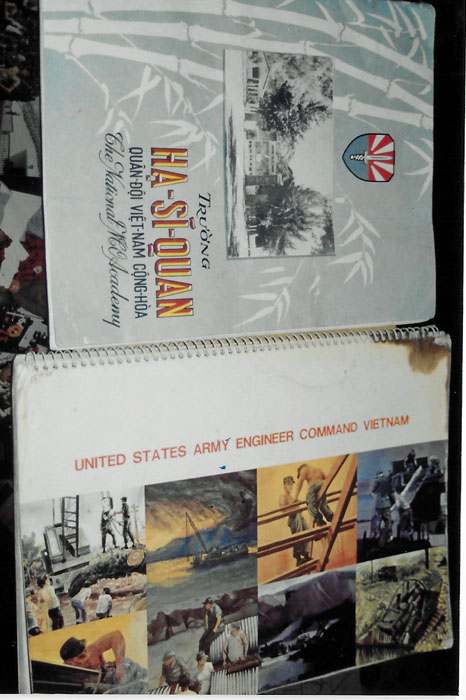 TRƯỜNG
HẠ-SĨ-QUAN
QUÂN-ĐỘI VIỆT-NAM CỘNG-HÒA
The National NCO Academy
UNITED STATES ARMY ENGINEER COMMAND VIETNAM